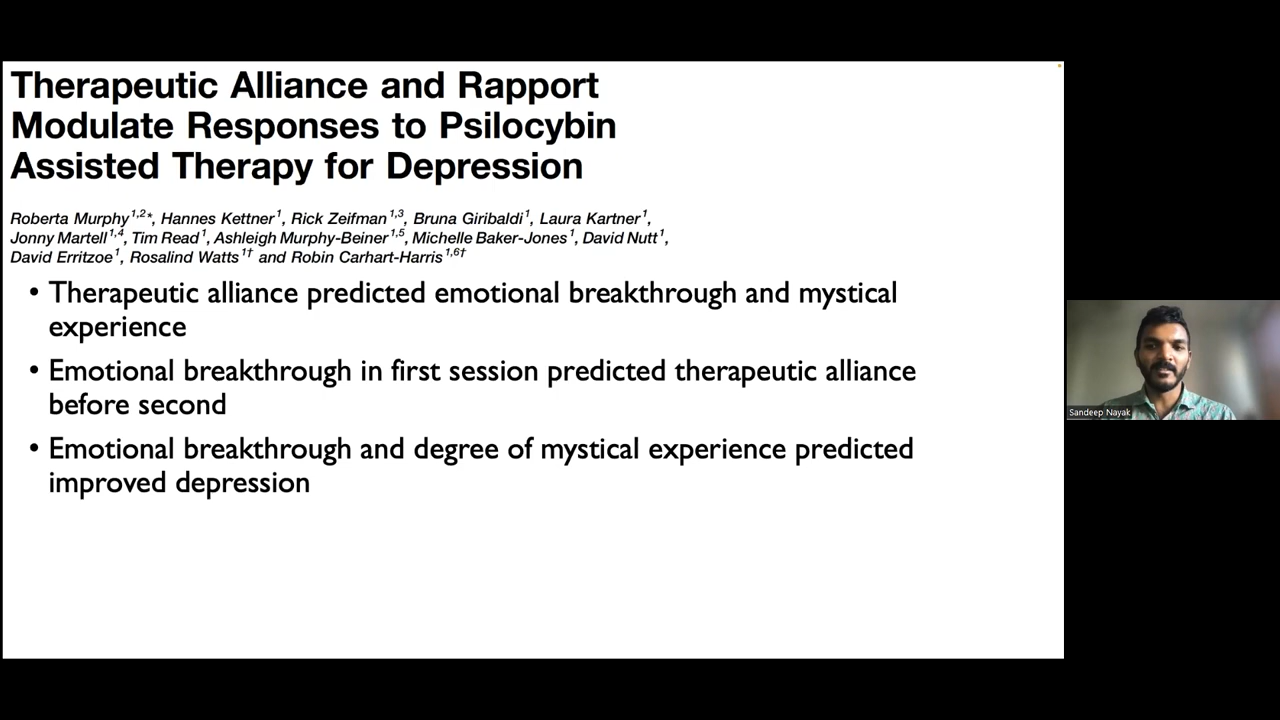 Therapeutic Alliance and Rapport
Modulate Responses to Psilocybin
Assisted Therapy for Depression
Roberta Murphy1,2*, Hannes Kettner1, Rick Zeifman1,3, Bruna Giribaldi1, Laura Kartner1,
Jonny Martell1,4, Tim Read1, Ashleigh Murphy-Beiner1,5, Michelle Baker-Jones1, David Nutt1,
David Erritzoe1, Rosalind Watts1† and Robin Carhart-Harris1,6†
• Therapeutic alliance predicted emotional breakthrough and mystical
experience
• Emotional breakthrough in first session predicted therapeutic alliance
before second
• Emotional breakthrough and degree of mystical experience predicted
improved depression
Sandeep Nayak